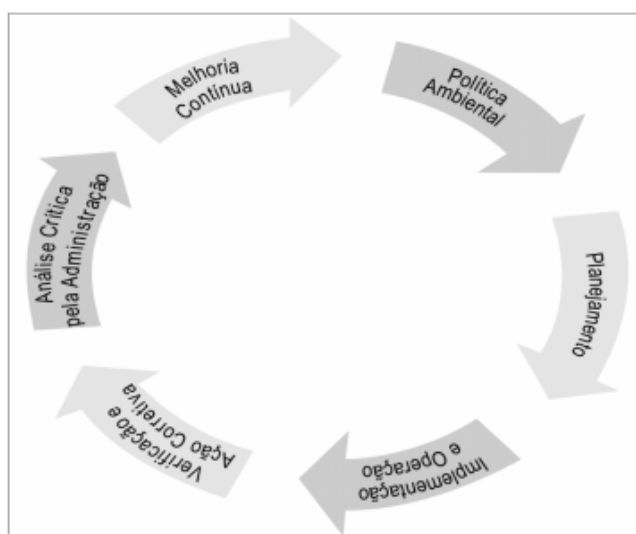 Melhoria
Contínua
Política
Ambiental
Planejamento
Implementação
e Operação
Verificação e
Ação Corretiva
Análise Crítica
pela Administração